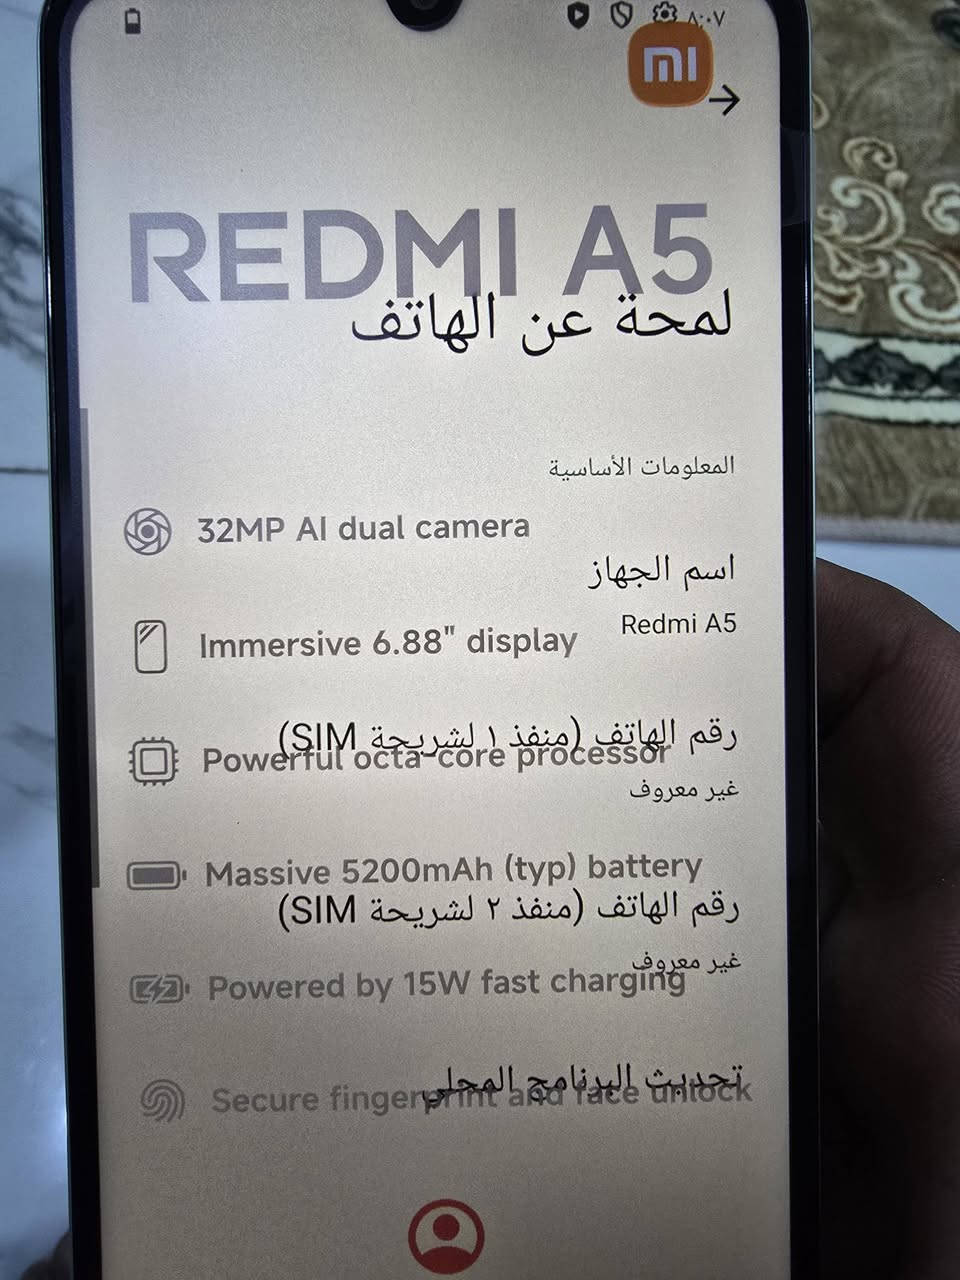 ٨:٠٧
mi
REDMI A5
لمحة عن الهاتف
المعلومات الأساسية
32MP AI dual camera
اسم الجهاز
Redmi A5
Immersive 6.88" display
رقم الهاتف (منفذ ١ لشريحة SIM)
Powerful octa-core processor
غير معروف
Massive 5200mAh (typ) battery
رقم الهاتف (منفذ ٢ لشريحة SIM)
غير معروف
Powered by 15W fast charging
تحديث البرنامج المحلي
Secure fingerprint and face unlock